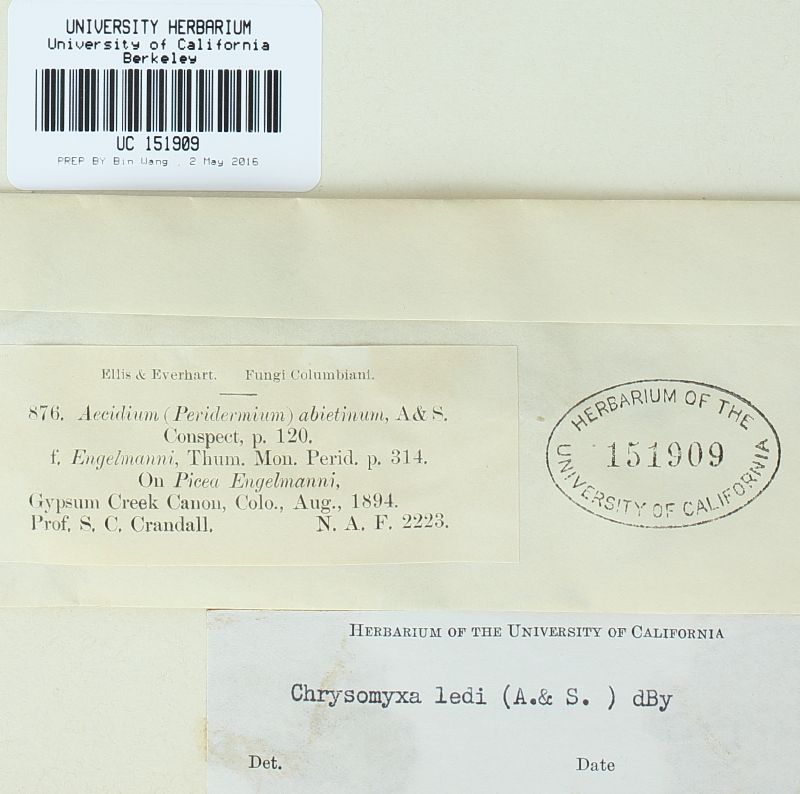 UNIVERSITY HERBARIUM
University of California
Berkeley
UC 151909
PREP BY Bin Wang . 2 May 2016
Ellis & Everhart. Fungi Columbiani.
876. Aecidium (Peridermium) abietinum, A & S.
Conspect, p. 120.
f. Engelmanni, Thum. Mon. Perid. p. 314.
On Picea Engelmanni,
Gypsum Creek Canon, Colo., Aug., 1894.
Prof. S. C. Crandall. N. A. F. 2223.
HERBARIUM OF THE
151909
UNIVERSITY OF CALIFORNIA
HERBARIUM OF THE UNIVERSITY OF CALIFORNIA
Chrysomyxa ledi (A.& S. ) dBy
Det. Date